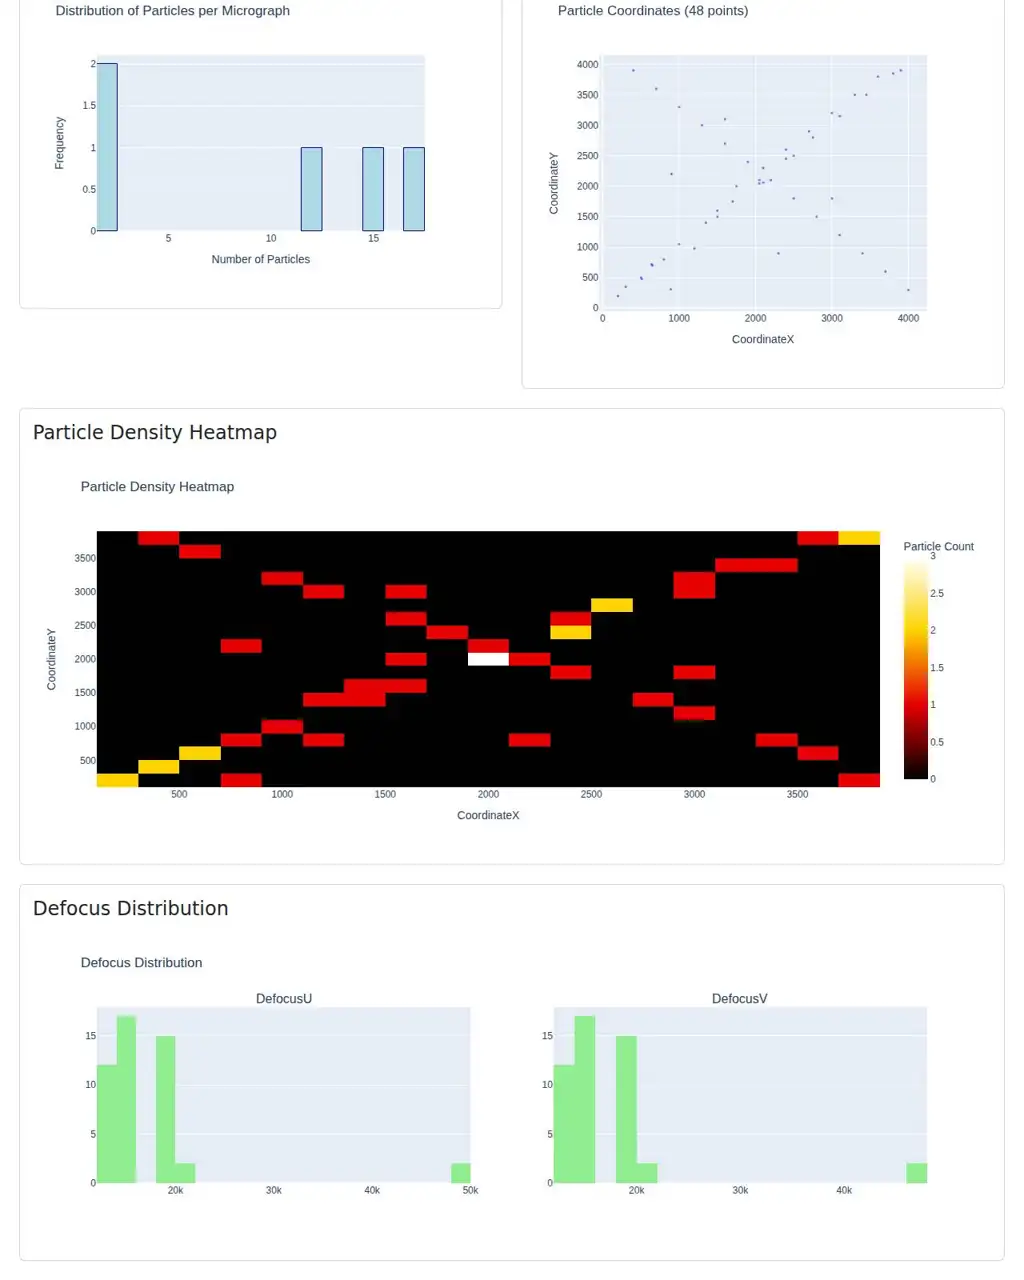 Distribution of Particles per Micrograph
2
1.5
1
0.5
0
Frequency
5 10 15
Number of Particles
Particle Coordinates (48 points)
4000
3500
3000
2500
2000
1500
1000
500
0
CoordinateY
0 1000 2000 3000 4000
CoordinateX
Particle Density Heatmap
Particle Density Heatmap
3500
3000
2500
2000
1500
1000
500
CoordinateY
500 1000 1500 2000 2500 3000 3500
CoordinateX
Particle Count
3
2.5
2
1.5
1
0.5
0
Defocus Distribution
Defocus Distribution
DefocusU
15
10
5
0
20k 30k 40k 50k
DefocusV
15
10
5
0
20k 30k 40k